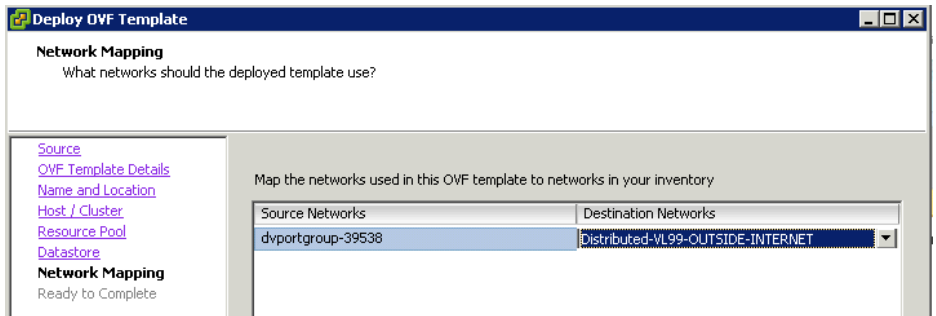 Deploy OVF Template
Network Mapping
What networks should the deployed template use?
Source
OVF Template Details
Name and Location
Host / Cluster
Resource Pool
Datastore
Network Mapping
Ready to Complete
Map the networks used in this OVF template to networks in your inventory
Source Networks Destination Networks
dvportgroup-39538 Distributed-VL99-OUTSIDE-INTERNET